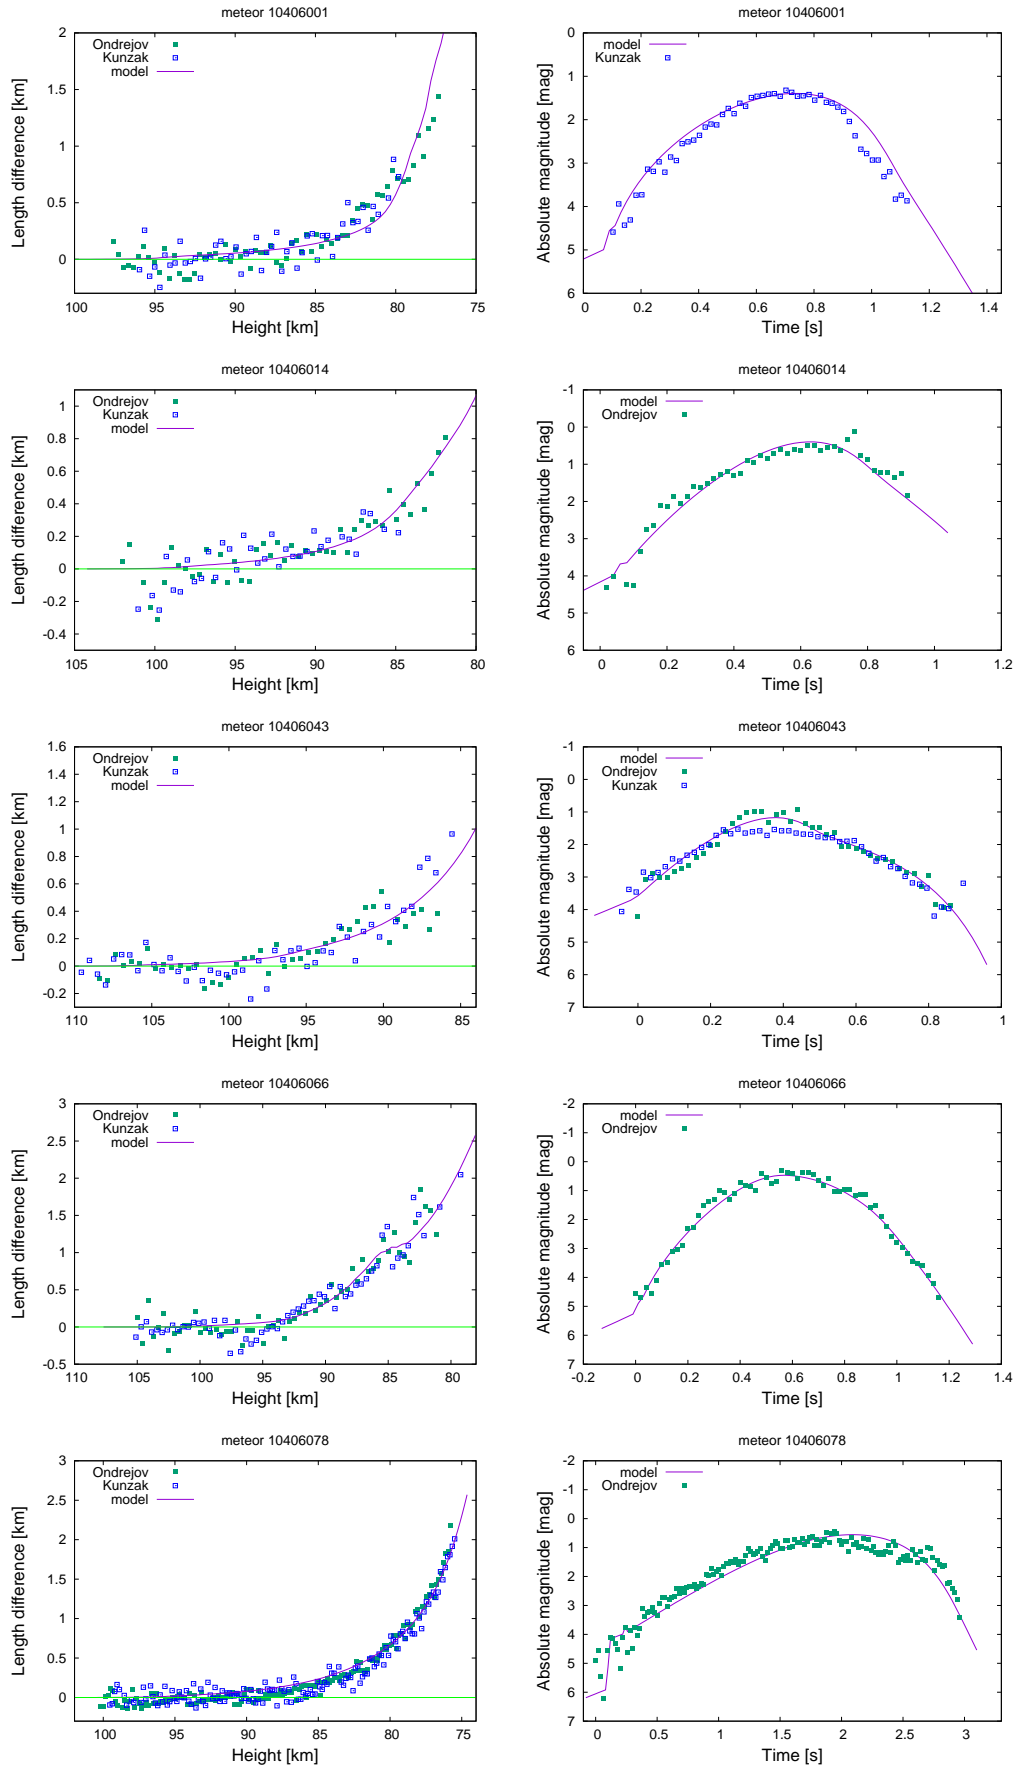 meteor 10406001
Length difference [km]
2
1.5
1
0.5
0
100
95
90
85
80
75
Height [km]
Ondrejov
Kunzak
model
meteor 10406001
Absolute magnitude [mag]
0
1
2
3
4
5
6
0
0.2
0.4
0.6
0.8
1
1.2
1.4
Time [s]
model
Kunzak
meteor 10406014
Length difference [km]
1
0.8
0.6
0.4
0.2
0
-0.2
-0.4
105
100
95
90
85
80
Height [km]
Ondrejov
Kunzak
model
meteor 10406014
Absolute magnitude [mag]
-1
0
1
2
3
4
5
6
0
0.2
0.4
0.6
0.8
1
1.2
Time [s]
model
Ondrejov
meteor 10406043
Length difference [km]
1.6
1.4
1.2
1
0.8
0.6
0.4
0.2
0
-0.2
110
105
100
95
90
85
Height [km]
Ondrejov
Kunzak
model
meteor 10406043
Absolute magnitude [mag]
-1
0
1
2
3
4
5
6
7
0
0.2
0.4
0.6
0.8
1
Time [s]
model
Ondrejov
Kunzak
meteor 10406066
Length difference [km]
3
2.5
2
1.5
1
0.5
0
-0.5
110
105
100
95
90
85
80
Height [km]
Ondrejov
Kunzak
model
meteor 10406066
Absolute magnitude [mag]
-2
-1
0
1
2
3
4
5
6
7
-0.2
0
0.2
0.4
0.6
0.8
1
1.2
1.4
Time [s]
model
Ondrejov
meteor 10406078
Length difference [km]
3
2.5
2
1.5
1
0.5
0
100
95
90
85
80
75
Height [km]
Ondrejov
Kunzak
model
meteor 10406078
Absolute magnitude [mag]
-2
-1
0
1
2
3
4
5
6
7
0
0.5
1
1.5
2
2.5
3
Time [s]
model
Ondrejov